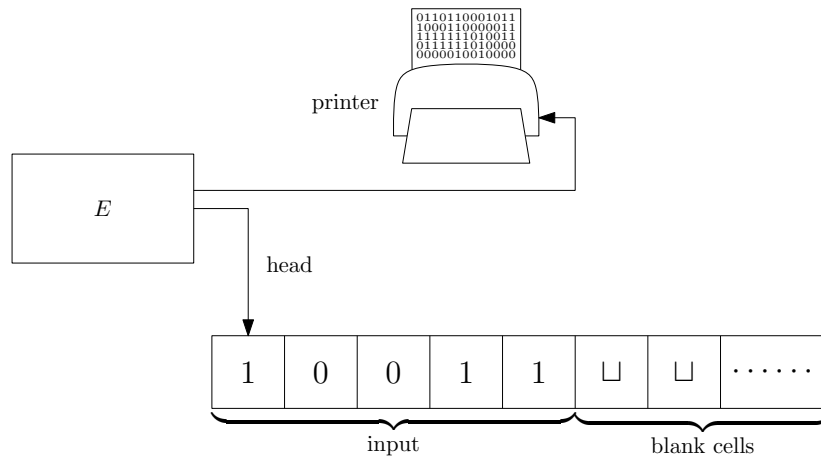 0110110001011
1000110000011
1111111010011
0111111010000
0000010010000
printer
E
head
1 0 0 1 1 ⊔ ⊔ ······
input
blank cells